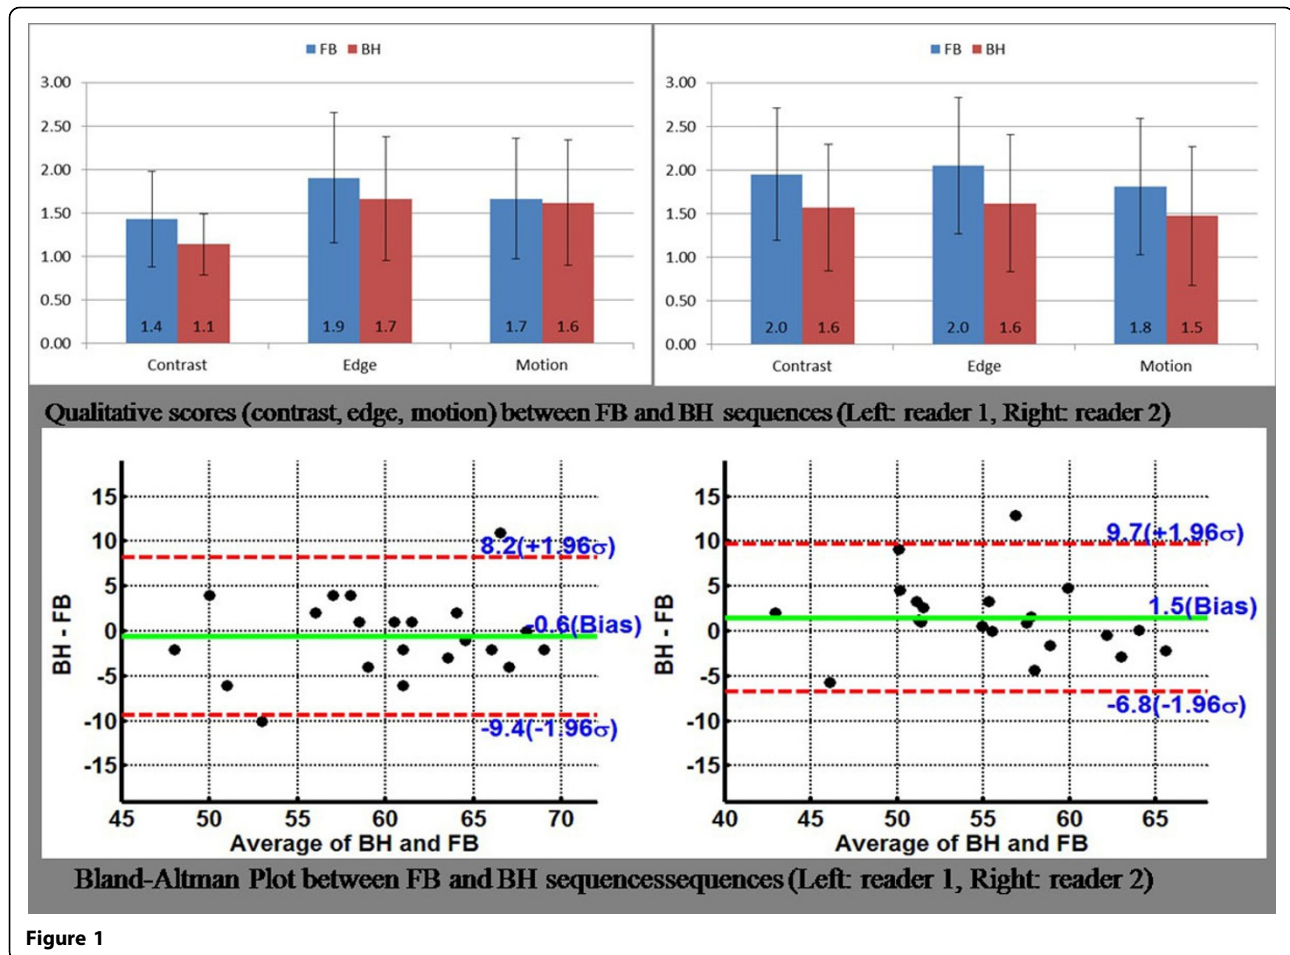 FB BH
3.00
2.50
2.00
1.50
1.00
0.50
0.00
1.4 1.1 1.9 1.7 1.7 1.6
Contrast Edge Motion
FB BH
3.00
2.50
2.00
1.50
1.00
0.50
0.00
2.0 1.6 2.0 1.6 1.8 1.5
Contrast Edge Motion
Qualitative scores (contrast, edge, motion) between FB and BH sequences (Left: reader 1, Right: reader 2)
BH - FB
15
10
5
0
-5
-10
-15
8.2(+1.96σ)
-0.6(Bias)
-9.4(-1.96σ)
45 50 55 60 65 70
Average of BH and FB
BH - FB
15
10
5
0
-5
-10
-15
9.7(+1.96σ)
1.5(Bias)
-6.8(-1.96σ)
40 45 50 55 60 65
Average of BH and FB
Bland-Altman Plot between FB and BH sequencessequences (Left: reader 1, Right: reader 2)
Figure 1